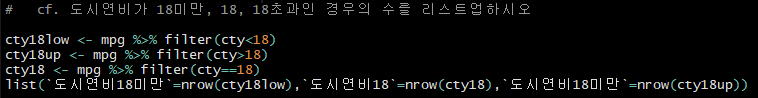 #   cf. 도시연비가 18미만, 18, 18초과인 경우의 수를 리스트업하시오
cty18low <- mpg %>% filter(cty<18)
cty18up <- mpg %>% filter(cty>18)
cty18 <- mpg %>% filter(cty==18)
list(`도시연비18미만`=nrow(cty18low),`도시연비18`=nrow(cty18),`도시연비18미만`=nrow(cty18up))